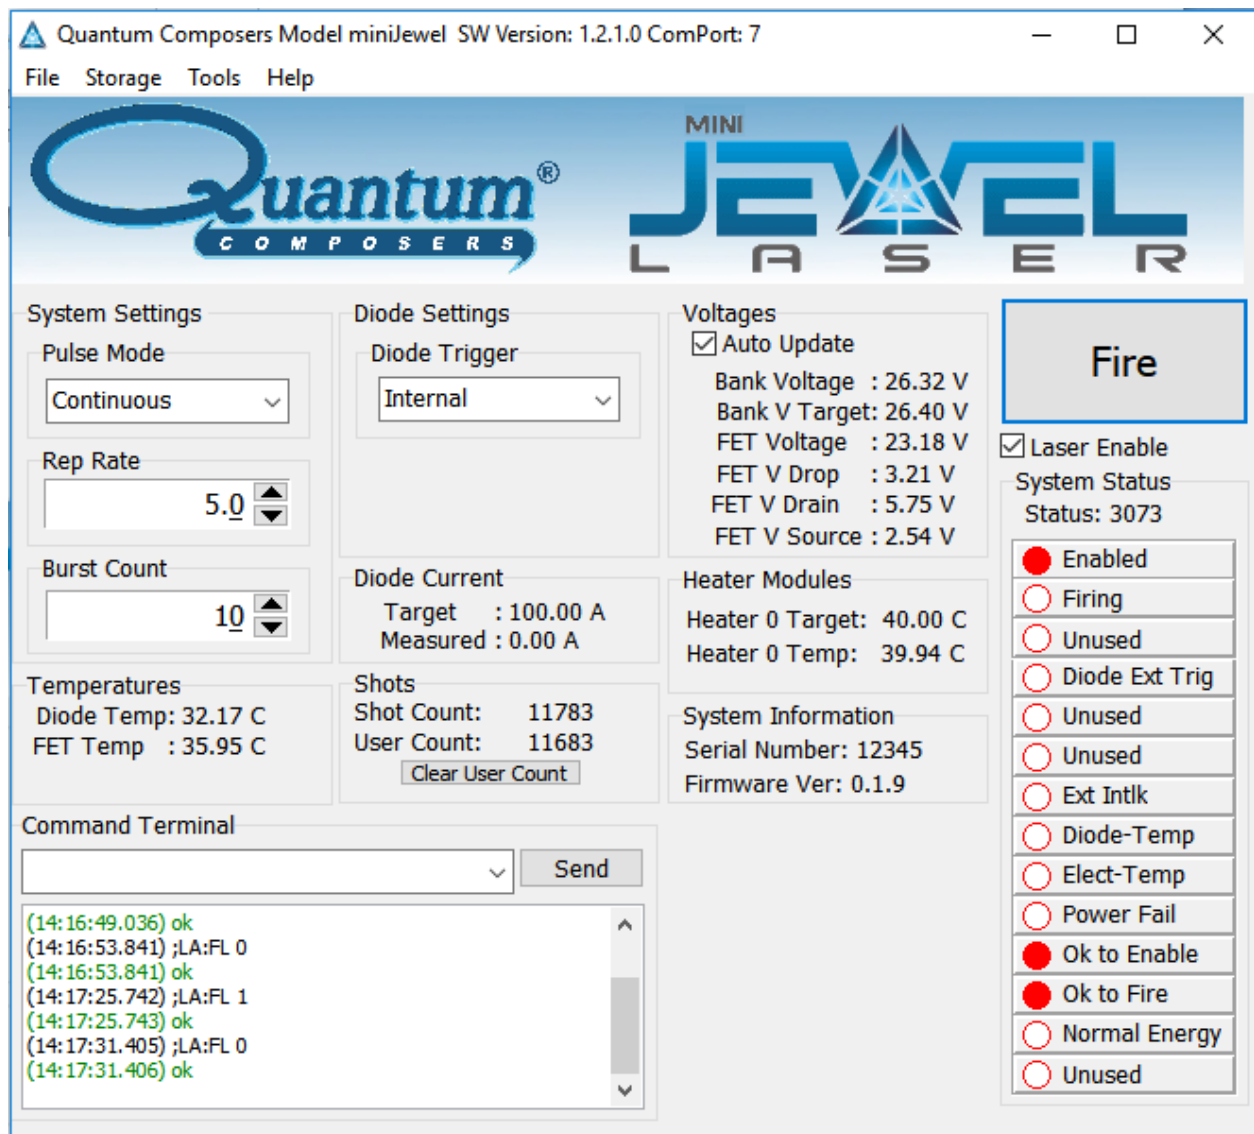 Quantum Composers Model miniJewel  SW Version: 1.2.1.0 ComPort: 7
File Storage Tools Help
Quantum®
COMPOSERS
MINI
JEWEL
LASER
System Settings
Pulse Mode
Continuous
Rep Rate
5.0
Burst Count
10
Temperatures
Diode Temp: 32.17 C
FET Temp : 35.95 C
Diode Settings
Diode Trigger
Internal
Diode Current
Target : 100.00 A
Measured : 0.00 A
Shots
Shot Count: 11783
User Count: 11683
Clear User Count
Voltages
Auto Update
Bank Voltage : 26.32 V
Bank V Target: 26.40 V
FET Voltage : 23.18 V
FET V Drop : 3.21 V
FET V Drain : 5.75 V
FET V Source : 2.54 V
Heater Modules
Heater 0 Target: 40.00 C
Heater 0 Temp: 39.94 C
System Information
Serial Number: 12345
Firmware Ver: 0.1.9
Fire
Laser Enable
System Status
Status: 3073
Enabled
Firing
Unused
Diode Ext Trig
Unused
Unused
Ext Intlk
Diode-Temp
Elect-Temp
Power Fail
Ok to Enable
Ok to Fire
Normal Energy
Unused
Command Terminal
Send
(14:16:49.036) ok
(14:16:53.841) ;LA:FL 0
(14:16:53.841) ok
(14:17:25.742) ;LA:FL 1
(14:17:25.743) ok
(14:17:31.405) ;LA:FL 0
(14:17:31.406) ok